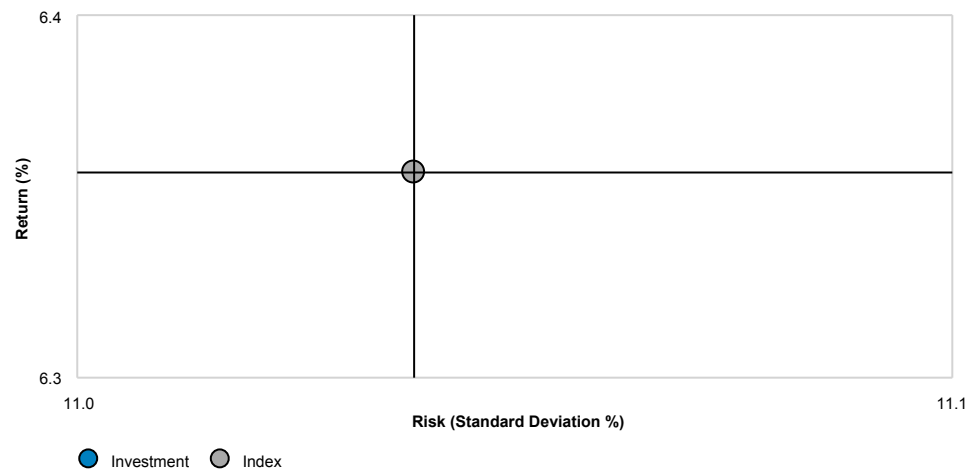 6.4
Return (%)
6.3
11.0
11.1
Risk (Standard Deviation %)
Investment Index